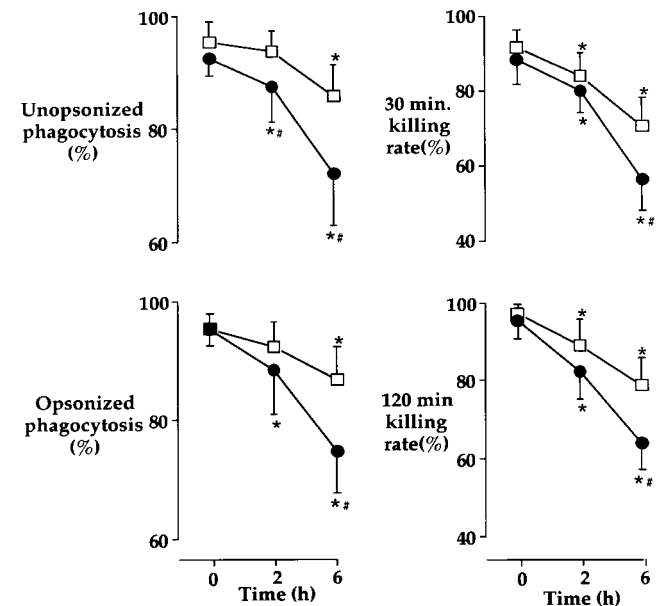 100
80
60
Unopsonized
phagocytosis
(%)
*
*#
*#
100
80
60
40
30 min.
killing
rate(%)
*
*
*
*#
100
80
60
Opsonized
phagocytosis
(%)
*
*
*#
0 2 6
Time (h)
100
80
60
40
120 min
killing
rate(%)
*
*
*
*#
0 2 6
Time (h)